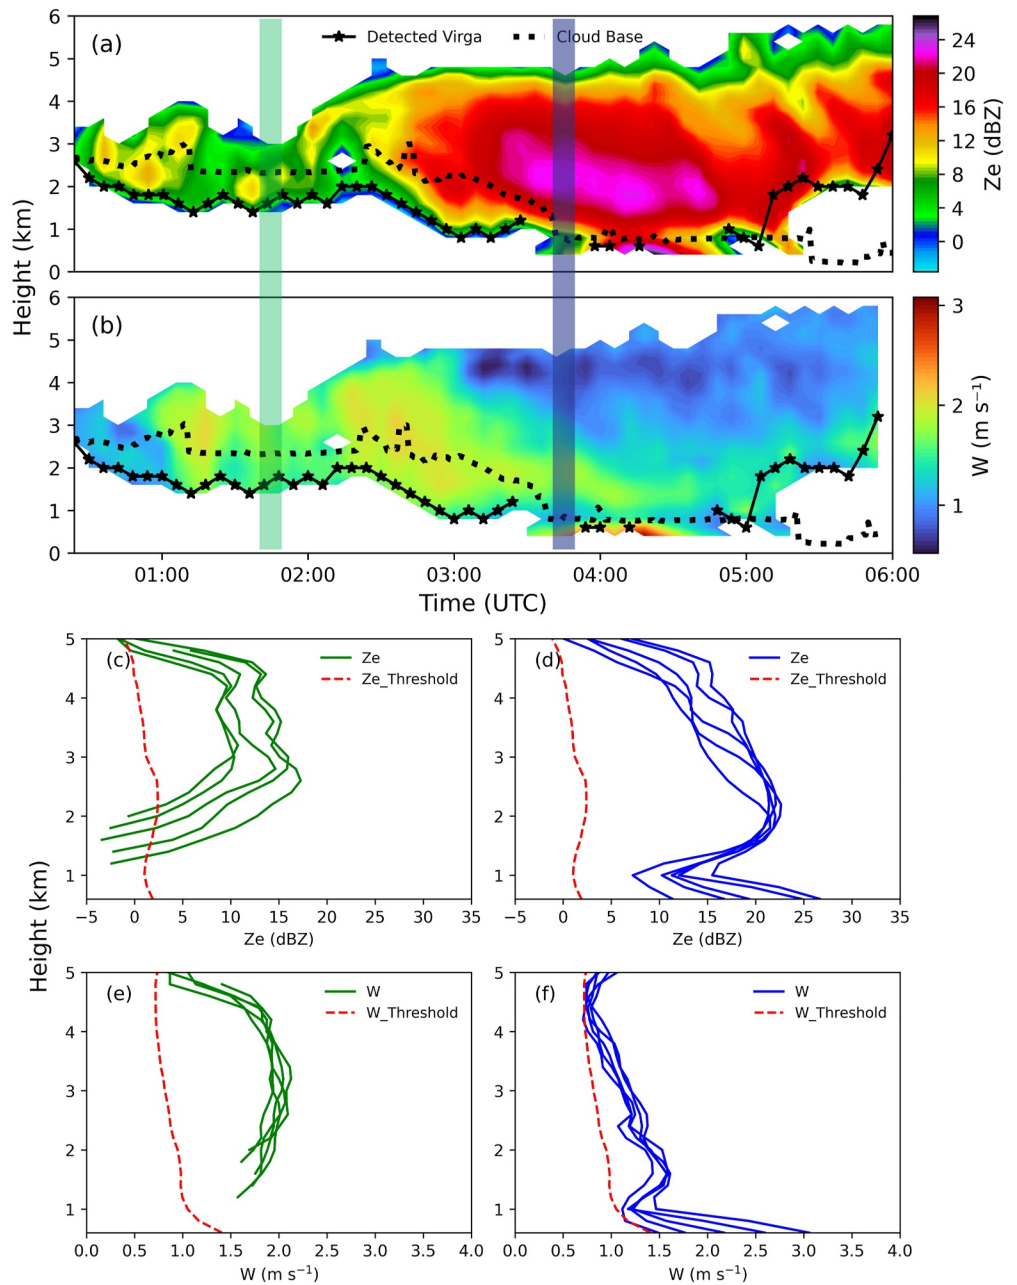 (a)
Detected Virga
Cloud Base
6
5
4
3
2
1
0
24
20
16
12
8
4
0
Ze (dBZ)
Height (km)
(b)
6
5
4
3
2
1
0
3
2
1
W (m s⁻¹)
01:00 02:00 03:00 04:00 05:00 06:00
Time (UTC)
(c)
Ze
Ze_Threshold
5
4
3
2
1
−5 0 5 10 15 20 25 30 35
Ze (dBZ)
(d)
Ze
Ze_Threshold
5
4
3
2
1
−5 0 5 10 15 20 25 30 35
Ze (dBZ)
Height (km)
(e)
W
W_Threshold
5
4
3
2
1
0.0 0.5 1.0 1.5 2.0 2.5 3.0 3.5 4.0
W (m s⁻¹)
(f)
W
W_Threshold
5
4
3
2
1
0.0 0.5 1.0 1.5 2.0 2.5 3.0 3.5 4.0
W (m s⁻¹)